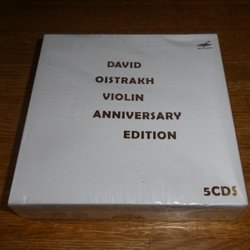 DAVID
OISTRAKH
VIOLIN
ANNIVERSARY
EDITION
5CDS